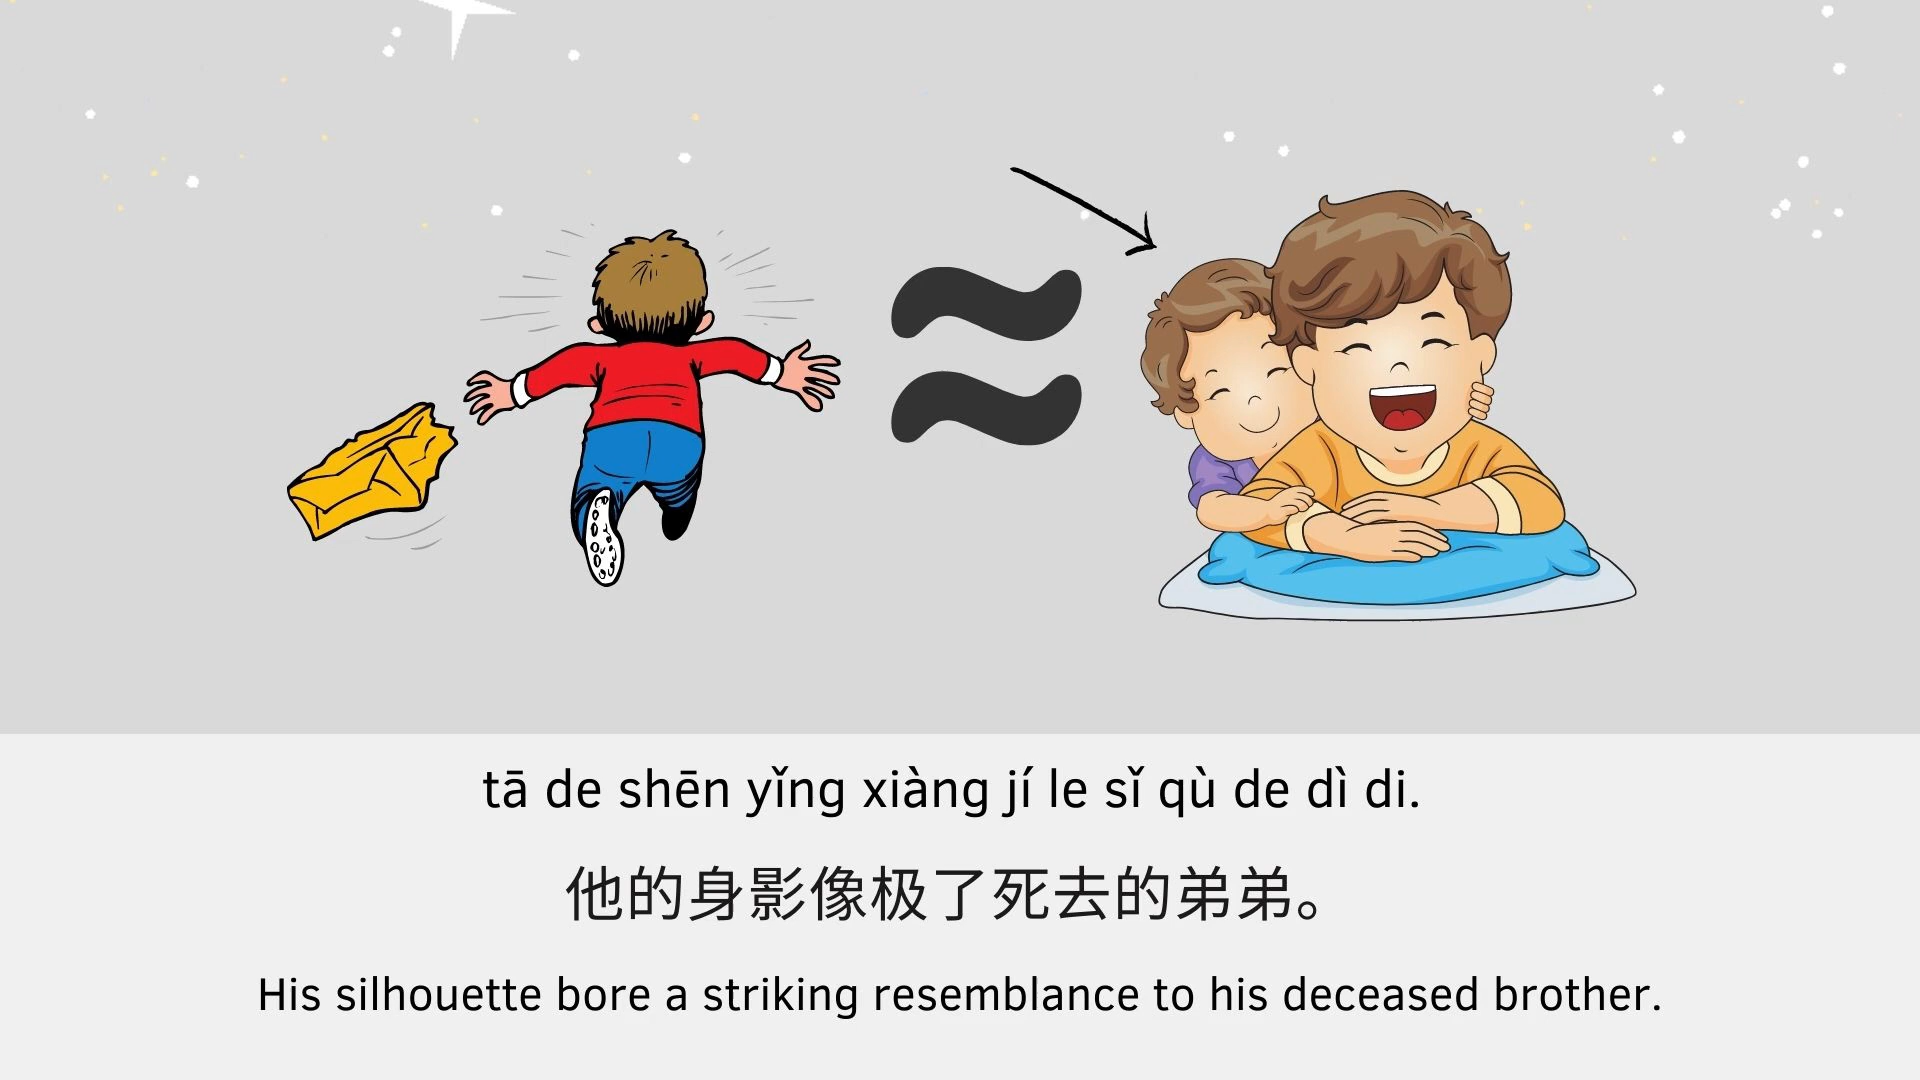 tā de shēn yǐng xiàng jí le sǐ qù de dì di.
他的身影像极了死去的弟弟。
His silhouette bore a striking resemblance to his deceased brother.